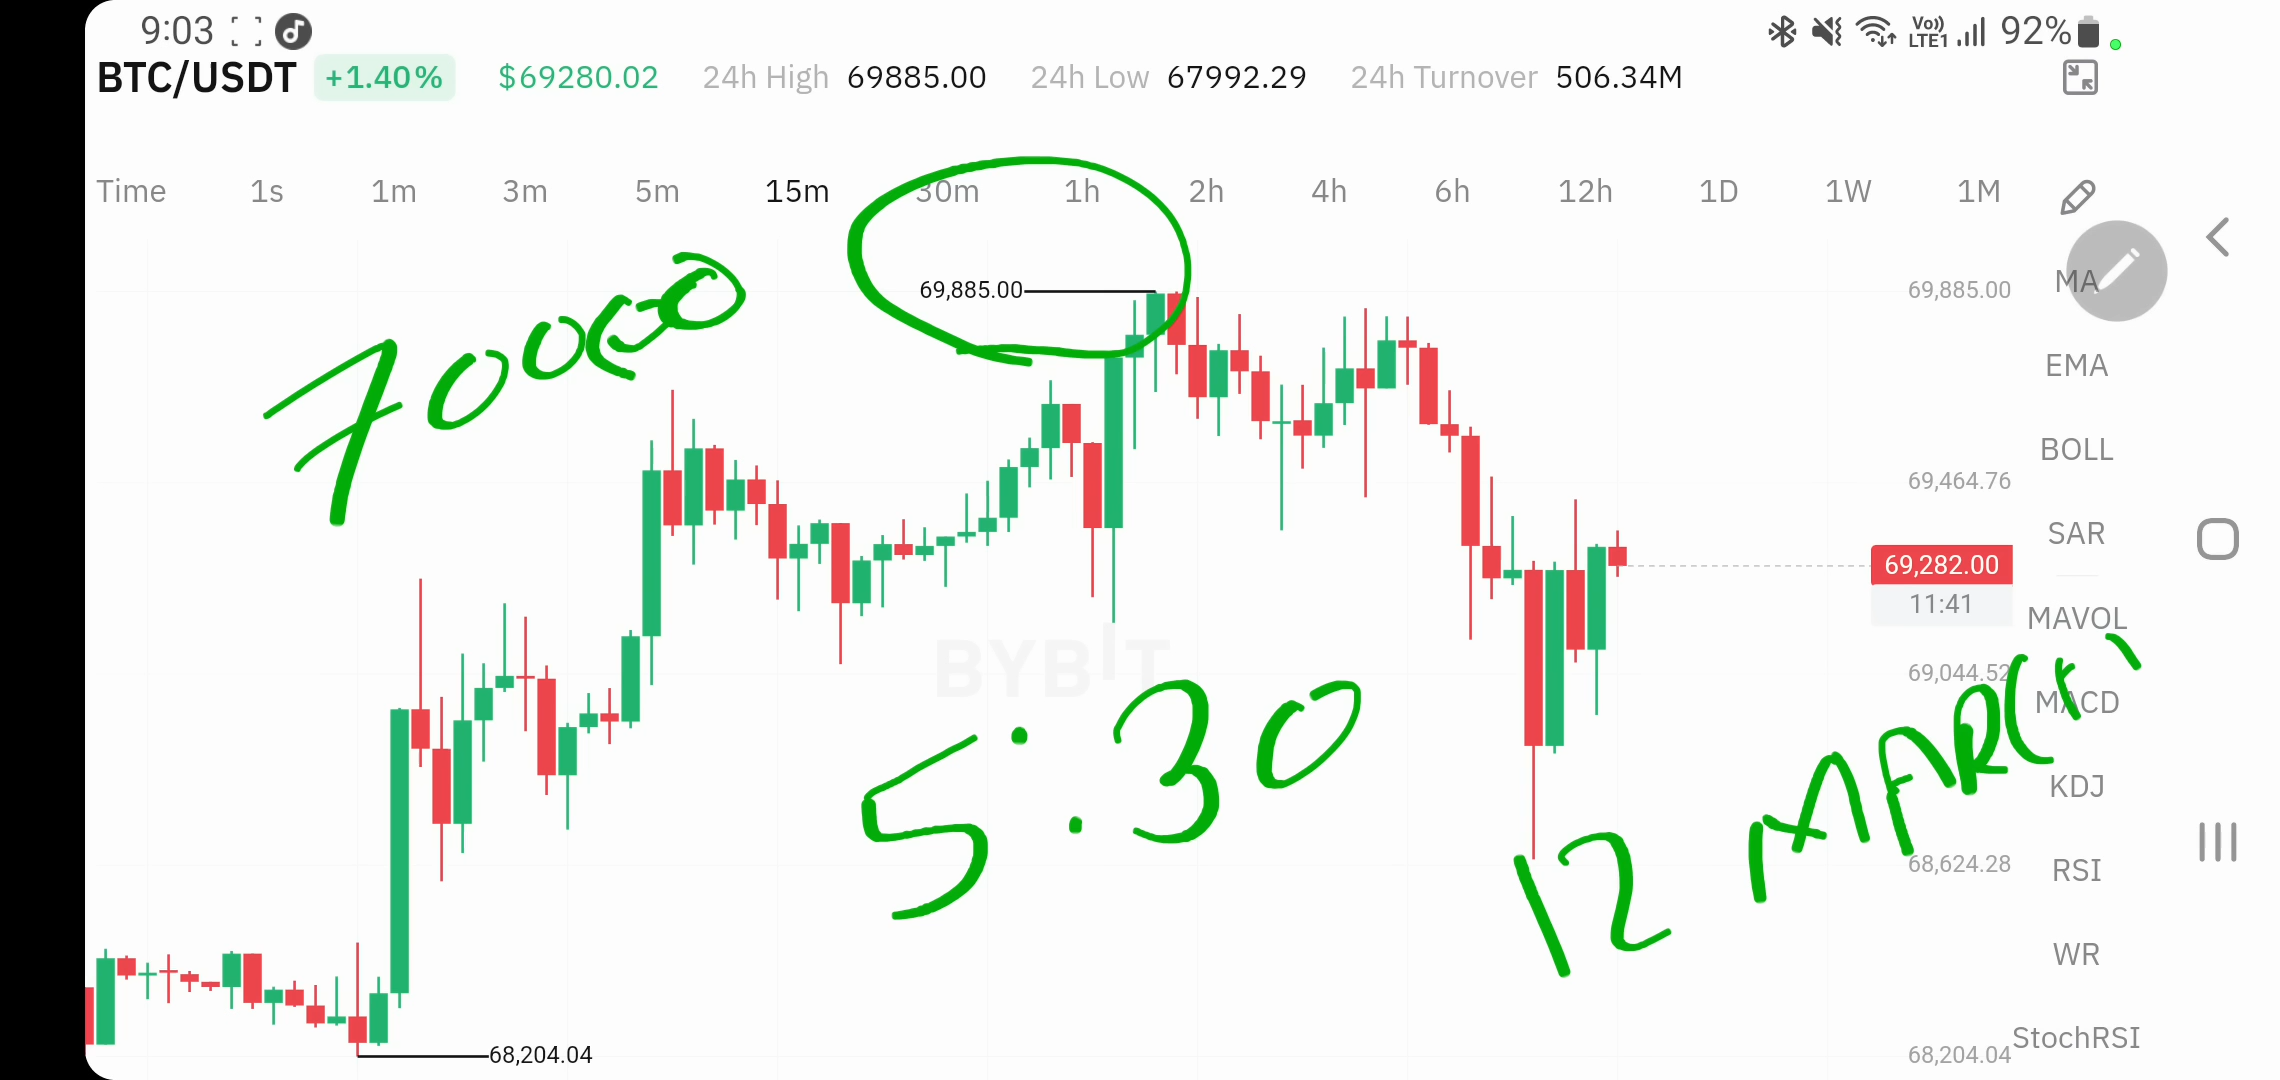 9:03 Vo)) LTE1 92%
BTC/USDT +1.40% $69280.02 24h High 69885.00 24h Low 67992.29 24h Turnover 506.34M
Time 1s 1m 3m 5m 15m 30m 1h 2h 4h 6h 12h 1D 1W 1M
69,885.00
69,885.00
MA
EMA
BOLL
69,464.76
SAR
69,282.00
11:41
MAVOL
BYBIT
69,044.52
MACD
KDJ
68,624.28
RSI
WR
StochRSI
68,204.04
68,204.04
5:30
12